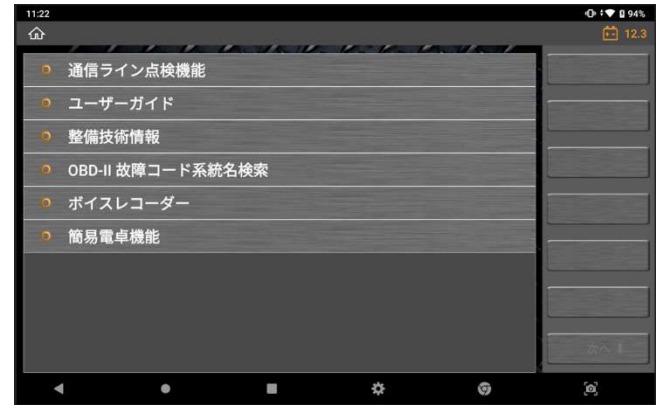 11:22
94%
12.3
通信ライン点検機能
ユーザーガイド
整備技術情報
OBD-II 故障コード系統名検索
ボイスレコーダー
簡易電卓機能
次へ